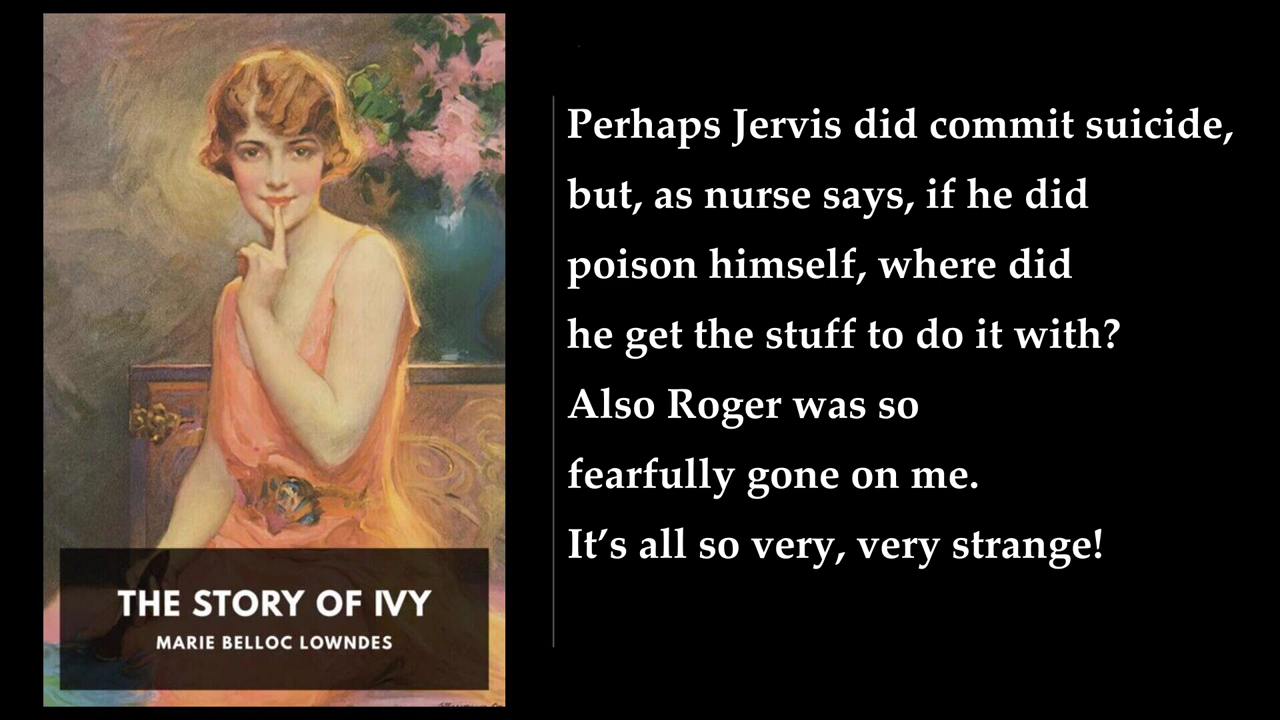 THE STORY OF IVY
MARIE BELLOC LOWNDES
Perhaps Jervis did commit suicide,
but, as nurse says, if he did
poison himself, where did
he get the stuff to do it with?
Also Roger was so
fearfully gone on me.
It’s all so very, very strange!